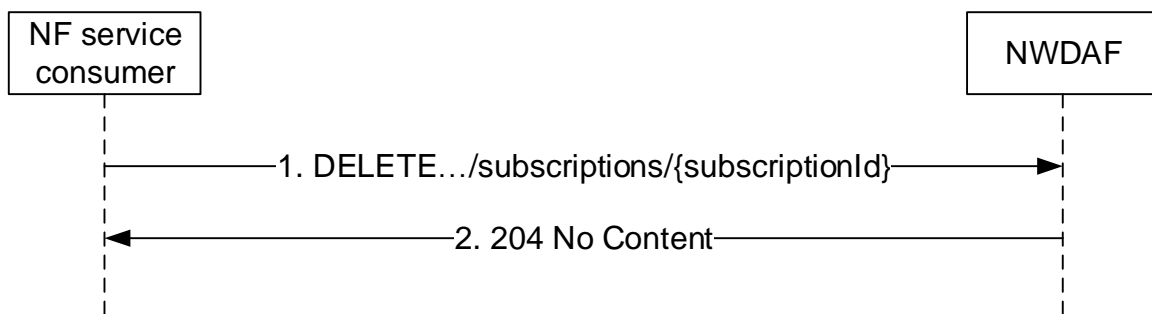 NF service
consumer
NWDAF
1. DELETE…/subscriptions/{subscriptionId}
2. 204 No Content